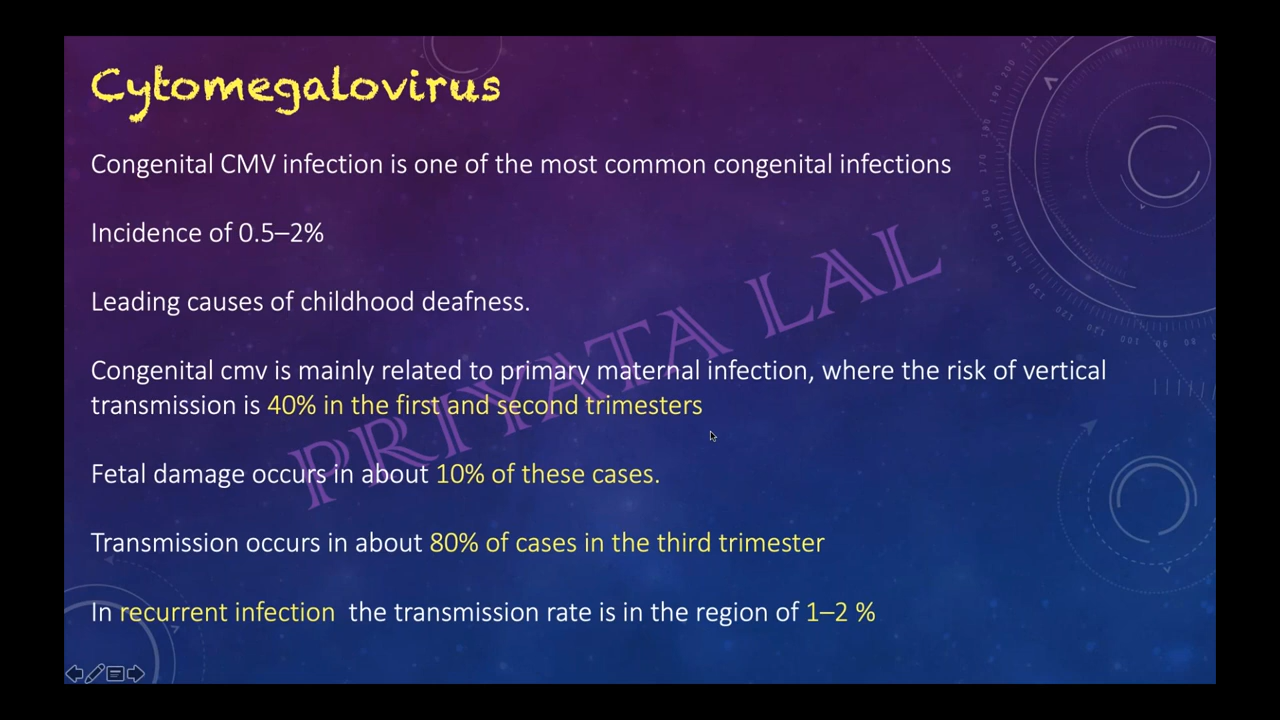 Cytomegalovirus
Congenital CMV infection is one of the most common congenital infections
Incidence of 0.5–2%
Leading causes of childhood deafness.
Congenital cmv is mainly related to primary maternal infection, where the risk of vertical
transmission is 40% in the first and second trimesters
PRIYATA LAL
Fetal damage occurs in about 10% of these cases.
Transmission occurs in about 80% of cases in the third trimester
In recurrent infection the transmission rate is in the region of 1–2 %